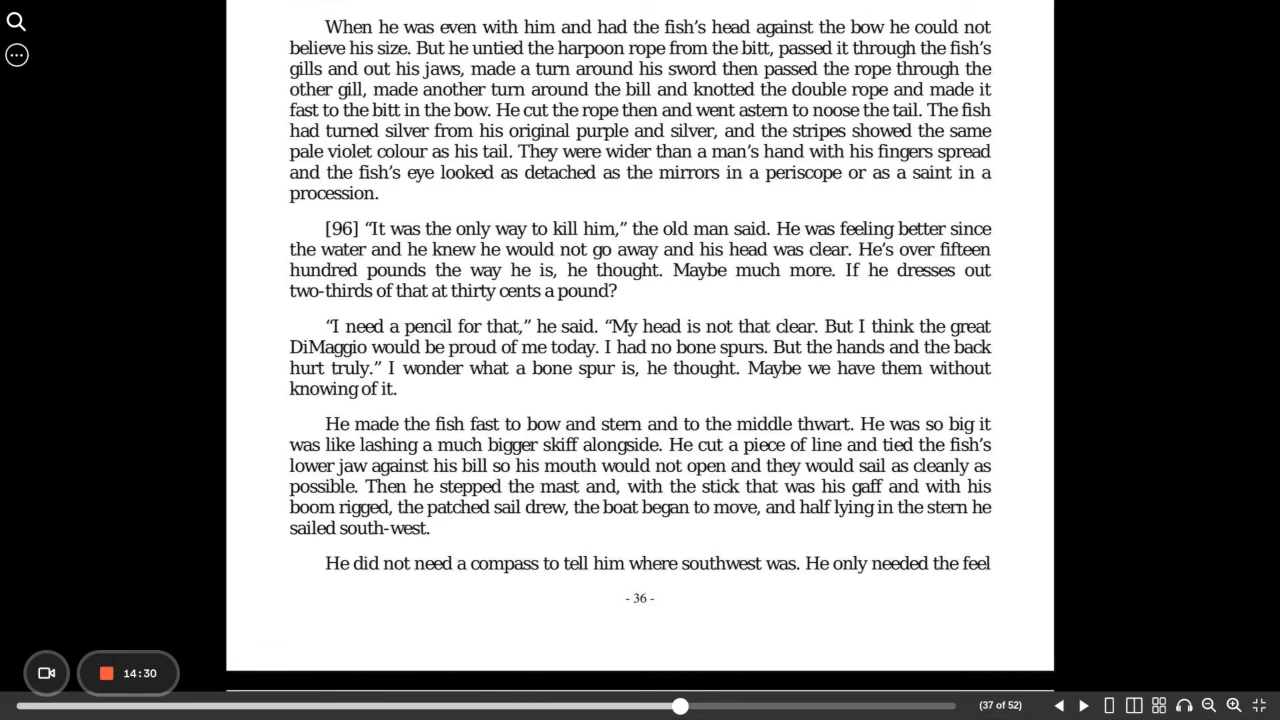 When he was even with him and had the fish’s head against the bow he could not
believe his size. But he untied the harpoon rope from the bitt, passed it through the fish’s
gills and out his jaws, made a turn around his sword then passed the rope through the
other gill, made another turn around the bill and knotted the double rope and made it
fast to the bitt in the bow. He cut the rope then and went astern to noose the tail. The fish
had turned silver from his original purple and silver, and the stripes showed the same
pale violet colour as his tail. They were wider than a man’s hand with his fingers spread
and the fish’s eye looked as detached as the mirrors in a periscope or as a saint in a
procession.
[96] “It was the only way to kill him,” the old man said. He was feeling better since
the water and he knew he would not go away and his head was clear. He’s over fifteen
hundred pounds the way he is, he thought. Maybe much more. If he dresses out
two-thirds of that at thirty cents a pound?
“I need a pencil for that,” he said. “My head is not that clear. But I think the great
DiMaggio would be proud of me today. I had no bone spurs. But the hands and the back
hurt truly.” I wonder what a bone spur is, he thought. Maybe we have them without
knowing of it.
He made the fish fast to bow and stern and to the middle thwart. He was so big it
was like lashing a much bigger skiff alongside. He cut a piece of line and tied the fish’s
lower jaw against his bill so his mouth would not open and they would sail as cleanly as
possible. Then he stepped the mast and, with the stick that was his gaff and with his
boom rigged, the patched sail drew, the boat began to move, and half lying in the stern he
sailed south-west.
He did not need a compass to tell him where southwest was. He only needed the feel
- 36 -
14:30
(37 of 52)